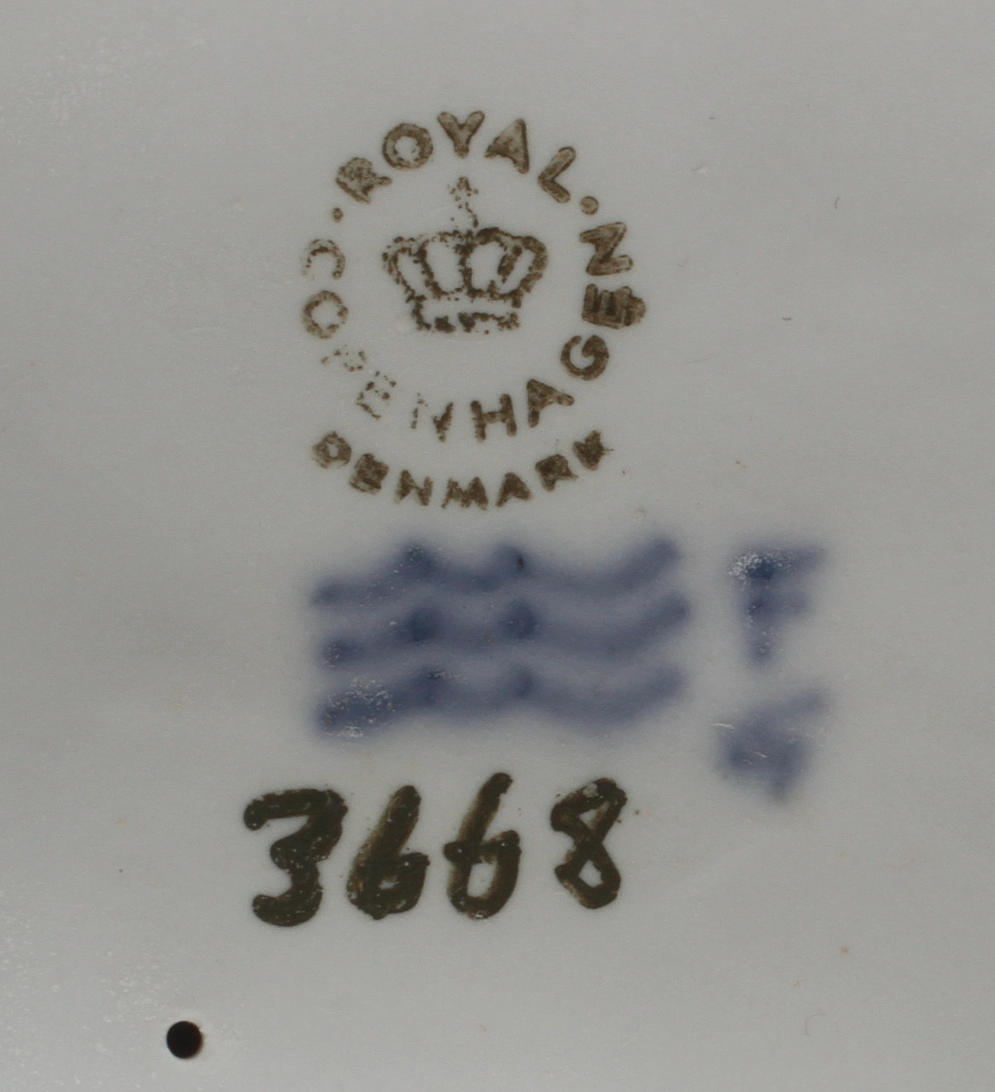 ROYAL.
COPENHAGEN
DENMARK
3668